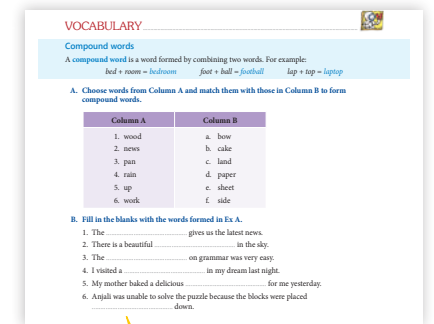 VOCABULARY
Compound words
A compound word is a word formed by combining two words. For example:
bed + room = bedroom foot + ball = football lap + top = laptop
A. Choose words from Column A and match them with those in Column B to form
compound words.
Column A Column B
1. wood a. bow
2. news b. cake
3. pan c. land
4. rain d. paper
5. up e. sheet
6. work f. side
B. Fill in the blanks with the words formed in Ex A.
1. The ............................ gives us the latest news.
2. There is a beautiful ............................ in the sky.
3. The ............................ on grammar was very easy.
4. I visited a ............................ in my dream last night.
5. My mother baked a delicious ............................ for me yesterday.
6. Anjali was unable to solve the puzzle because the blocks were placed
............................ down.